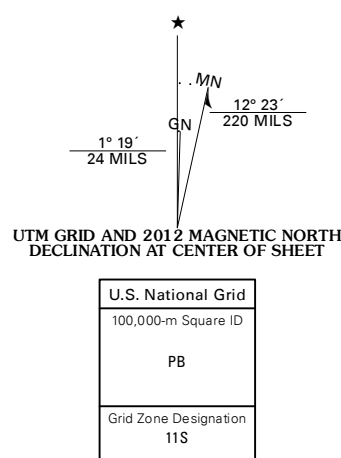 ★
MN
GN
12° 23´
220 MILS
1° 19´
24 MILS
UTM GRID AND 2012 MAGNETIC NORTH
DECLINATION AT CENTER OF SHEET
U.S. National Grid
100,000-m Square ID
PB
Grid Zone Designation
11S